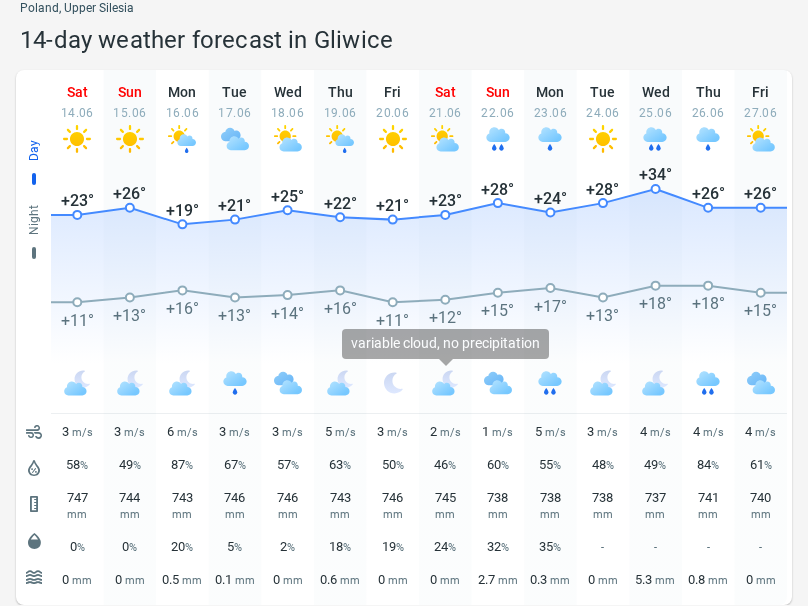 Poland, Upper Silesia
14-day weather forecast in Gliwice
Sat Sun Mon Tue Wed Thu Fri Sat Sun Mon Tue Wed Thu Fri
14.06 15.06 16.06 17.06 18.06 19.06 20.06 21.06 22.06 23.06 24.06 25.06 26.06 27.06
Day
+23° +26° +19° +21° +25° +22° +21° +23° +28° +24° +28° +34° +26° +26°
Night
+11° +13° +16° +13° +14° +16° +11° +12° +15° +17° +13° +18° +18° +15°
variable cloud, no precipitation
3 m/s 3 m/s 6 m/s 3 m/s 3 m/s 5 m/s 3 m/s 2 m/s 1 m/s 5 m/s 3 m/s 4 m/s 4 m/s 4 m/s
58% 49% 87% 67% 57% 63% 50% 46% 60% 55% 48% 49% 84% 61%
747 744 743 746 746 743 746 745 738 738 738 737 741 740
mm mm mm mm mm mm mm mm mm mm mm mm mm mm
0% 0% 20% 5% 2% 18% 19% 24% 32% 35% - - - -
0 mm 0 mm 0.5 mm 0.1 mm 0 mm 0.6 mm 0 mm 0 mm 2.7 mm 0.3 mm 0 mm 5.3 mm 0.8 mm 0 mm